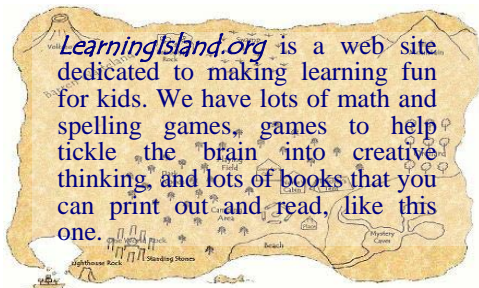 LearningIsland.org is a web site
dedicated to making learning fun
for kids. We have lots of math and
spelling games, games to help
tickle the brain into creative
thinking, and lots of books that you
can print out and read, like this
one.
Beach
Mystery
Caves
Standing Stones
Lighthouse Rock